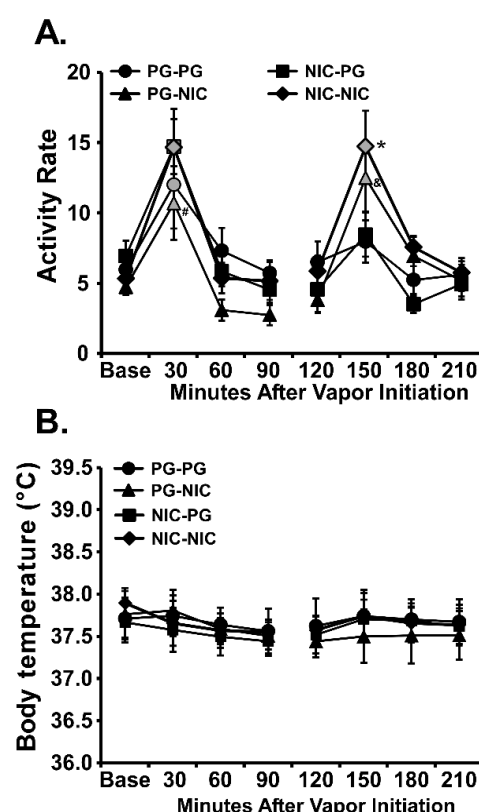 A.
PG-PG NIC-PG
PG-NIC NIC-NIC
20
15
10
5
0
Activity Rate
# * &
Base 30 60 90 120 150 180 210
Minutes After Vapor Initiation
B.
39.5
39.0
38.5
38.0
37.5
37.0
36.5
36.0
Body temperature (°C)
PG-PG
PG-NIC
NIC-PG
NIC-NIC
Base 30 60 90 120 150 180 210
Minutes After Vapor Initiation